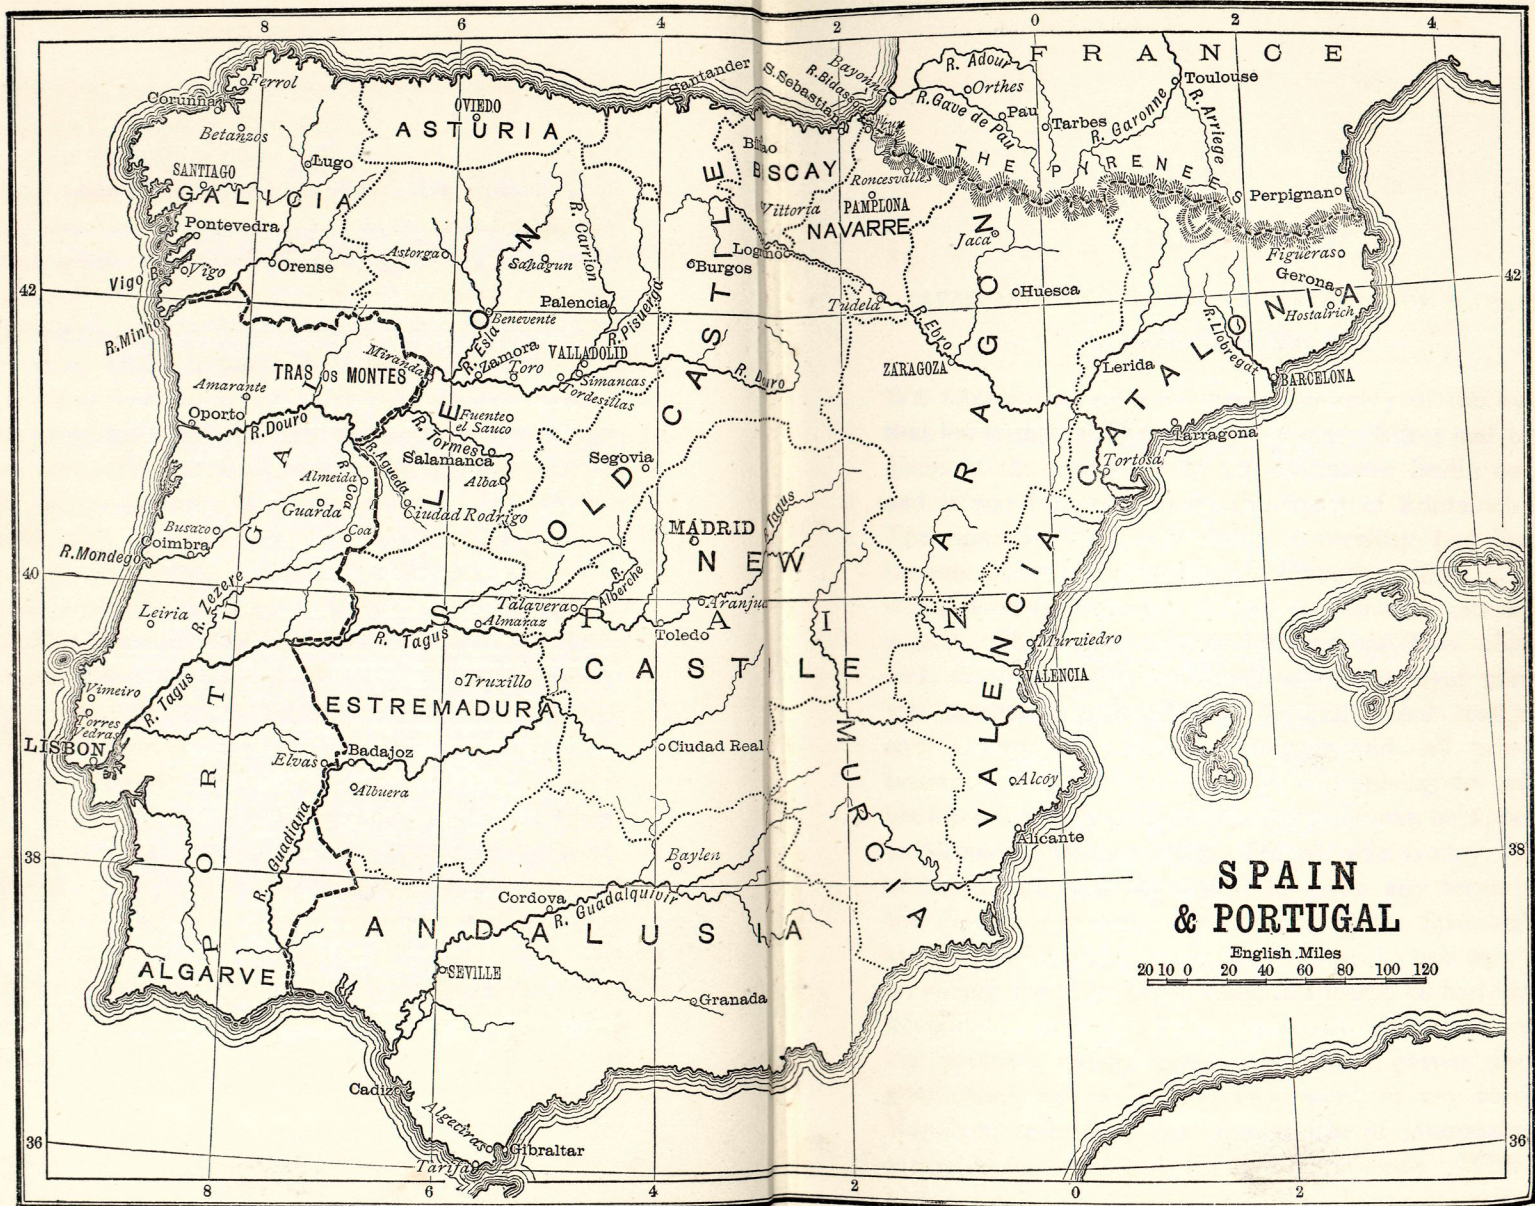 8 6 4 2 0 2 4
FRANCE
R. Adour
Bayonne
Toulouse
Santander
S. Sebastian
R. Bidassoa
Orthes
Ferrol
Corunna
OVIEDO
ASTURIA
R. Gave de Pau
Pau
Tarbes
R. Garonne
R. Arriege
Betanzos
Lugo
Bilbao
BISCAY
THE PYRENEES
SANTIAGO
GALICIA
Roncesvalles
Perpignan
Pontevedra
Vittoria
PAMPLONA
NAVARRE
R. Carrion
Jaca
Astorga
Sahagun
Logroño
Figueras
Vigo
Vigo B.
Orense
Burgos
Huesca
Gerona
42
42
Palencia
R. Pisuerga
Tudela
Hostalrich
R. Minho
Benevente
R. Esla
R. Ebro
R. Llobregat
Miranda
Zamora
VALLADOLID
TRAS OS MONTES
Toro
Simancas
Tordesillas
R. Douro
ZARAGOZA
Lerida
BARCELONA
Amarante
Oporto
R. Douro
Fuente el Sauco
CATALONIA
R. Tormes
Salamanca
Segovia
Tarragona
R. Agueda
Almeida
R. Coa
Alba
Tortosa
Guarda
Ciudad Rodrigo
LEON
OLD CASTILE
ARAGON
Busaco
Coimbra
Coa
MADRID
R. Tagus
R. Mondego
NEW CASTILE
40
R. Zezere
R. Alberche
Leiria
Talavera
Aranjuez
Almaraz
SPAIN
R. Tagus
Toledo
Murviedro
VALENCIA
Truxillo
ESTREMADURA
Vimeiro
R. Tagus
Torres Vedras
LISBON
Badajoz
Elvas
Ciudad Real
MURCIA
VALENCIA
Albuera
Alcoy
PORTUGAL
R. Guadiana
Alicante
38
38
Baylen
SPAIN
& PORTUGAL
English Miles
20 10 0 20 40 60 80 100 120
Cordova
R. Guadalquivir
ANDALUSIA
ALGARVE
SEVILLE
Granada
Cadiz
Algeciras
Gibraltar
Tarifa
36
36
8 6 4 2 0 2